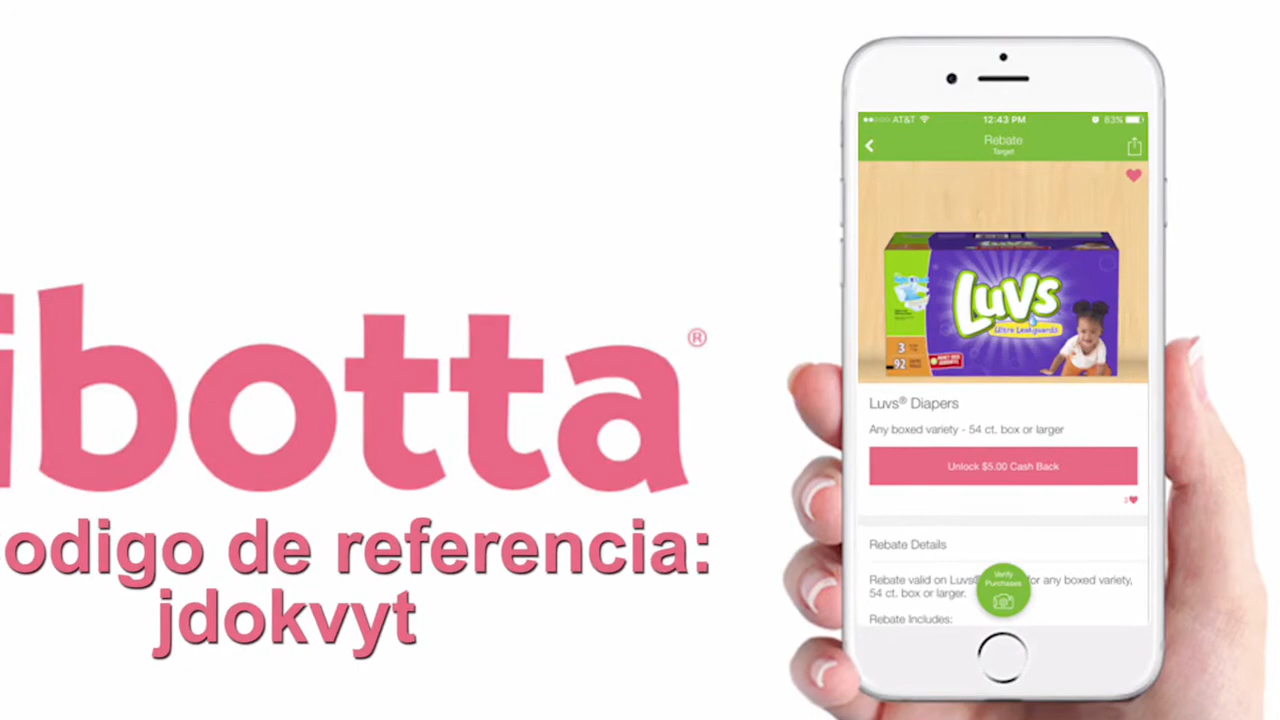 ibotta®
odigo de referencia:
jdokvyt
AT&T 12:43 PM 83%
Rebate
Target
Luvs
Ultra Leakguards
3
92
Luvs® Diapers
Any boxed variety - 54 ct. box or larger
Unlock $5.00 Cash Back
Rebate Details
Verify
Purchases
Rebate valid on Luvs® for any boxed variety,
54 ct. box or larger.
Rebate Includes: